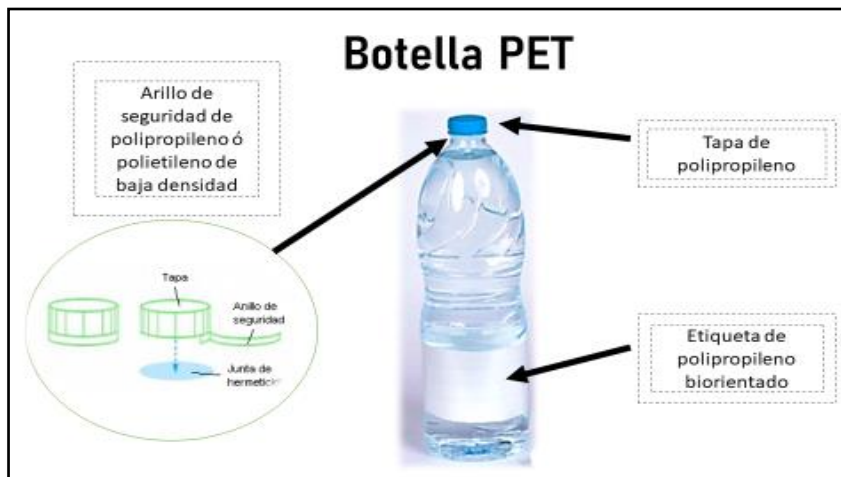 Botella PET
Arillo de
seguridad de
polipropileno ó
polietileno de
baja densidad
Tapa de
polipropileno
Tapa
Anillo de
seguridad
Junta de
Etiqueta de
polipropileno
biorientado